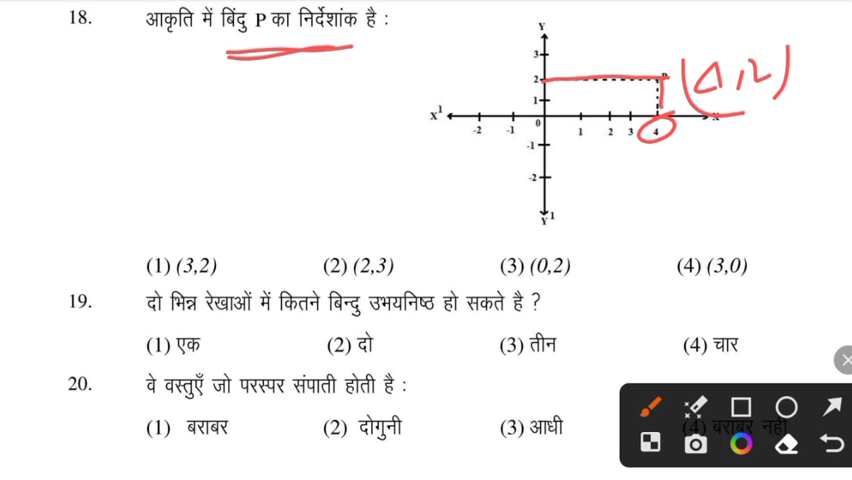 18. आकृति में बिंदु P का निर्देशांक है :
Y
3
2
(4,2)
1
X¹
0
-2 -1 1 2 3 4
-1
-2
Y¹
(1) (3,2) (2) (2,3) (3) (0,2) (4) (3,0)
19. दो भिन्न रेखाओं में कितने बिन्दु उभयनिष्ठ हो सकते है ?
(1) एक (2) दो (3) तीन (4) चार
20. वे वस्तुएँ जो परस्पर संपाती होती है :
(1) बराबर (2) दोगुनी (3) आधी (4) बराबर नहीं